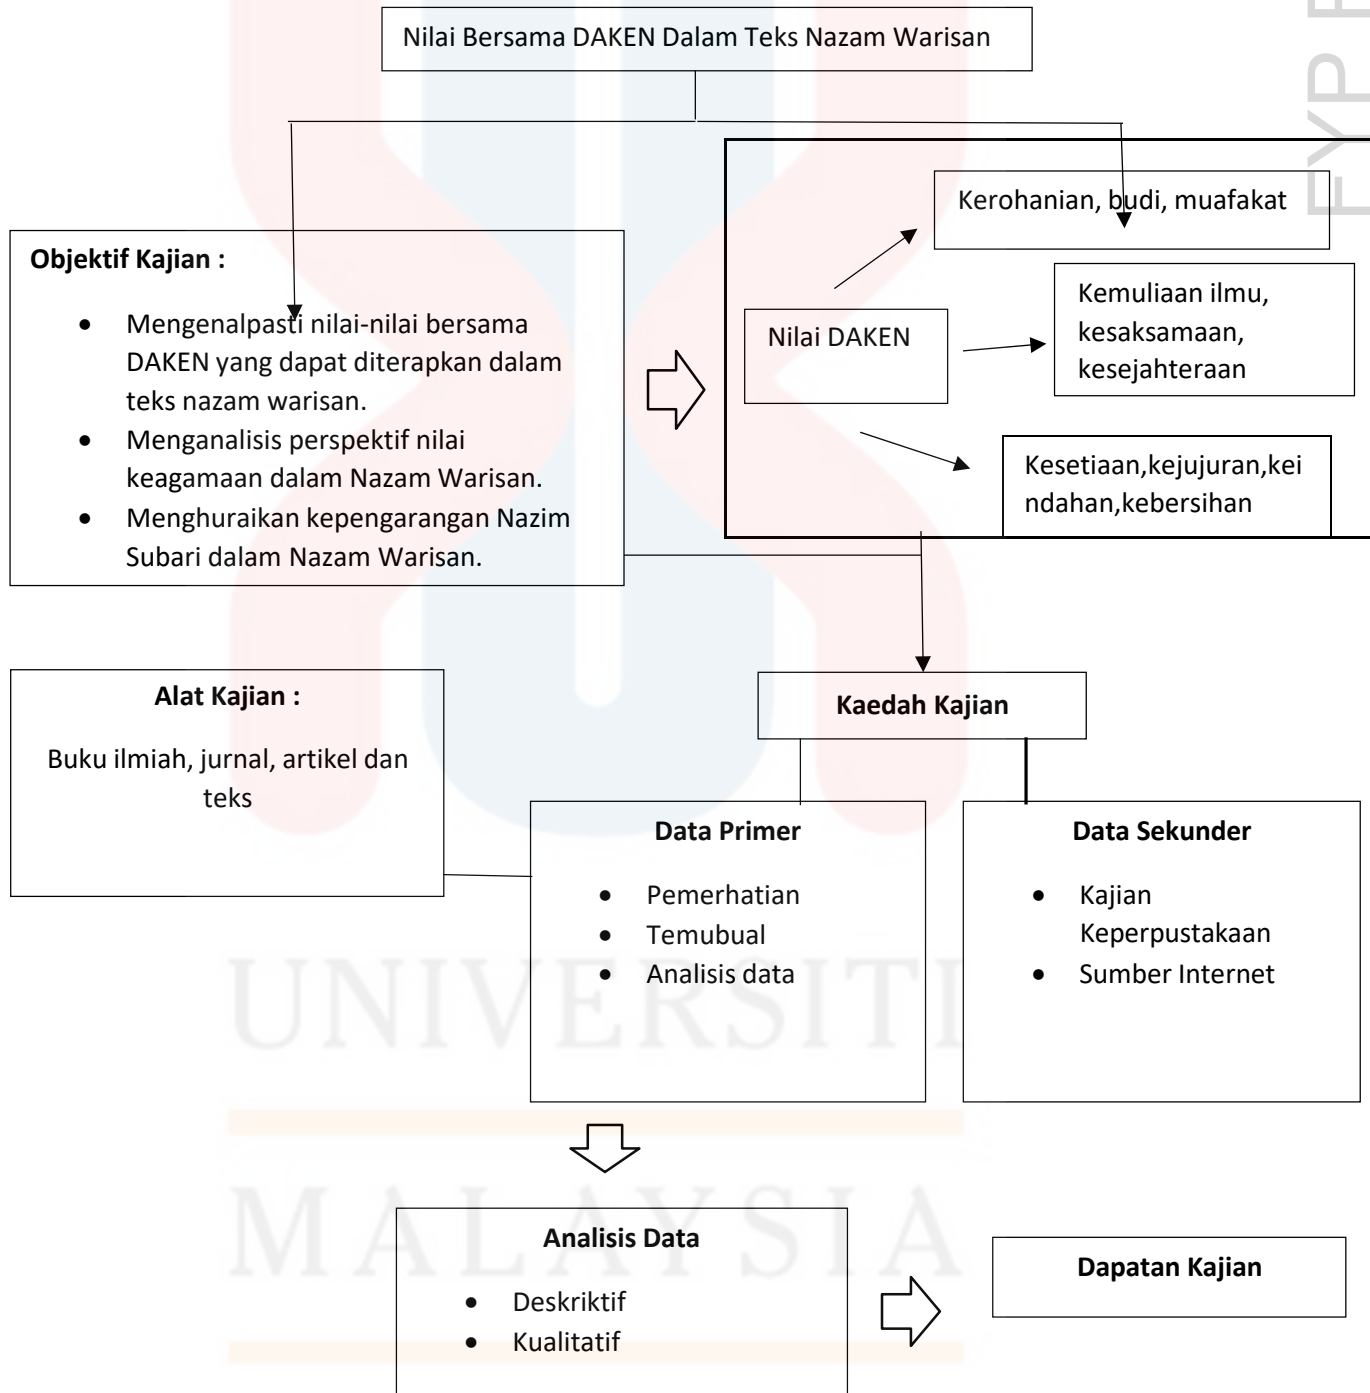 Nilai Bersama DAKEN Dalam Teks Nazam Warisan
FYP
Kerohanian, budi, muafakat
Objektif Kajian :
• Mengenalpasti nilai-nilai bersama
DAKEN yang dapat diterapkan dalam
teks nazam warisan.
• Menganalisis perspektif nilai
keagamaan dalam Nazam Warisan.
• Menghuraikan kepengarangan Nazim
Subari dalam Nazam Warisan.
Nilai DAKEN
Kemuliaan ilmu,
kesaksamaan,
kesejahteraan
Kesetiaan,kejujuran,kei
ndahan,kebersihan
Alat Kajian :
Buku ilmiah, jurnal, artikel dan
teks
Kaedah Kajian
Data Primer
• Pemerhatian
• Temubual
• Analisis data
Data Sekunder
• Kajian
Keperpustakaan
• Sumber Internet
UNIVERSITI
MALAYSIA
Analisis Data
• Deskriktif
• Kualitatif
Dapatan Kajian